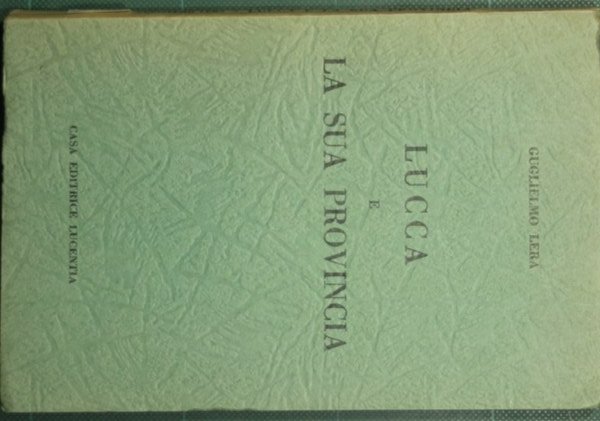 GUGLIELMO LERA
LUCCA
E
LA SUA PROVINCIA
CASA EDITRICE LUCENTIA